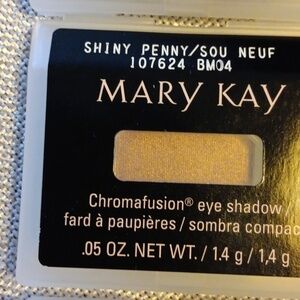 SHINY PENNY/SOU NEUF
107624 BM04
MARY KAY
Chromafusion® eye shadow /
fard à paupières / sombra compac
.05 OZ. NET WT. / 1.4 g / 1,4 g